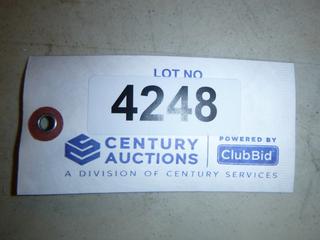 LOT NO
4248
CENTURY
AUCTIONS
POWERED BY
ClubBid
A DIVISION OF CENTURY SERVICES